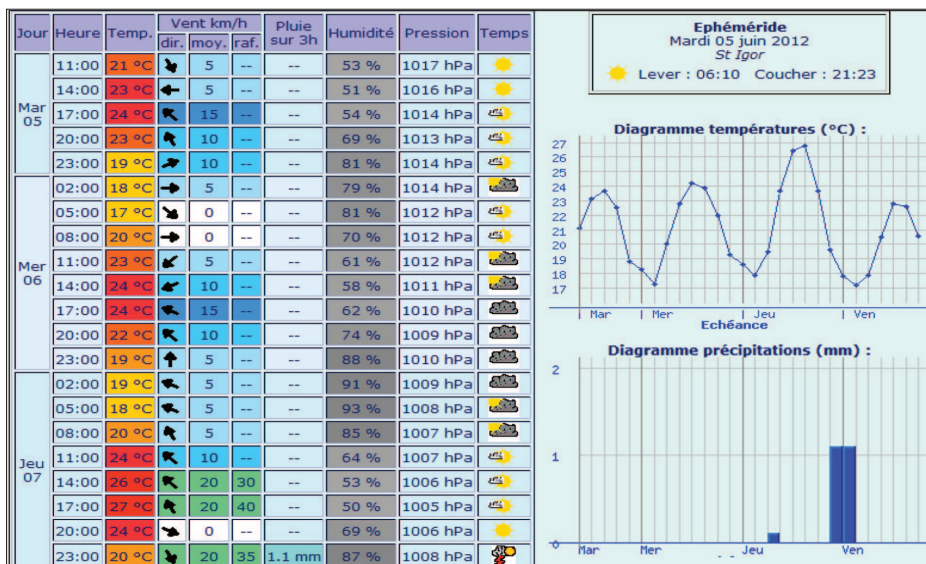 Jour Heure Temp. Vent km/h Pluie sur 3h Humidité Pression Temps
dir. moy. raf.
Mar 05
11:00 21 °C 5 -- -- 53 % 1017 hPa
14:00 23 °C 5 -- -- 51 % 1016 hPa
17:00 24 °C 15 -- -- 54 % 1014 hPa
20:00 23 °C 10 -- -- 69 % 1013 hPa
23:00 19 °C 10 -- -- 81 % 1014 hPa
Mer 06
02:00 18 °C 5 -- -- 79 % 1014 hPa
05:00 17 °C 0 -- -- 81 % 1012 hPa
08:00 20 °C 0 -- -- 70 % 1012 hPa
11:00 23 °C 5 -- -- 61 % 1012 hPa
14:00 24 °C 10 -- -- 58 % 1011 hPa
17:00 24 °C 15 -- -- 62 % 1010 hPa
20:00 22 °C 10 -- -- 74 % 1009 hPa
23:00 19 °C 5 -- -- 88 % 1010 hPa
Jeu 07
02:00 19 °C 5 -- -- 91 % 1009 hPa
05:00 18 °C 5 -- -- 93 % 1008 hPa
08:00 20 °C 5 -- -- 85 % 1007 hPa
11:00 24 °C 10 -- -- 64 % 1007 hPa
14:00 26 °C 20 30 -- 53 % 1006 hPa
17:00 27 °C 20 40 -- 50 % 1005 hPa
20:00 24 °C 0 -- -- 69 % 1006 hPa
23:00 20 °C 20 35 1.1 mm 87 % 1008 hPa
Ephéméride
Mardi 05 juin 2012
St Igor
Lever : 06:10 Coucher : 21:23
Diagramme températures (°C) :
27
26
25
24
23
22
21
20
19
18
17
Mar Mer Jeu Ven
Echéance
Diagramme précipitations (mm) :
2
1
0
Mar Mer Jeu Ven